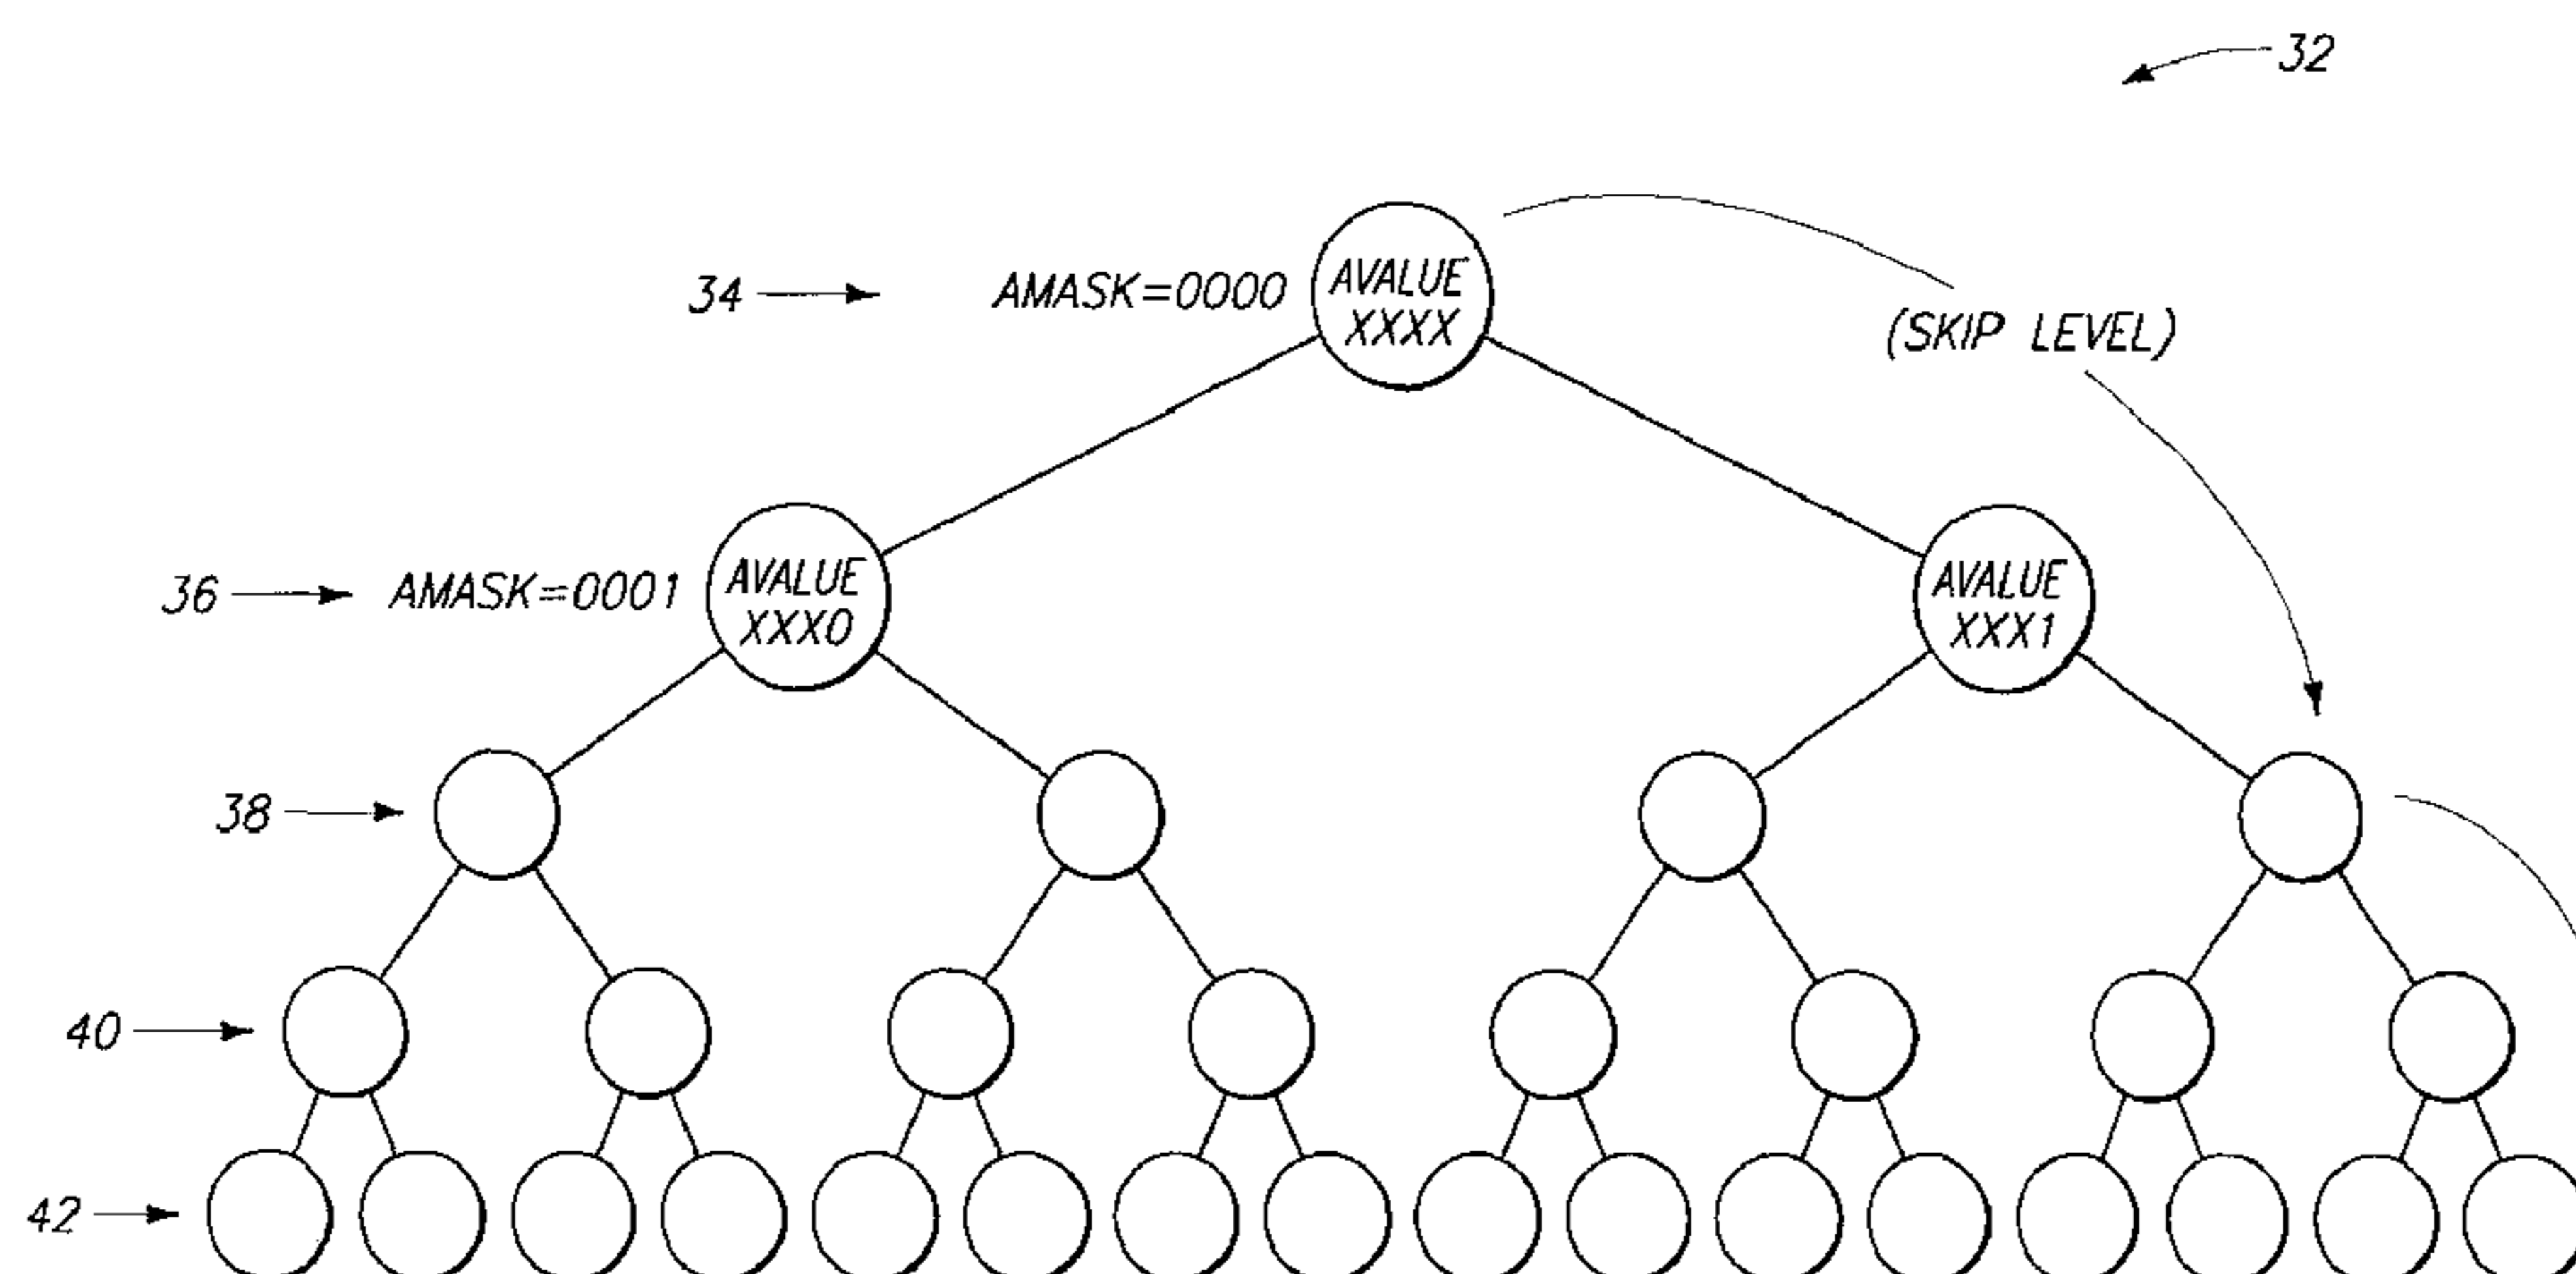 32
34
AMASK=0000
AVALUE
XXXX
(SKIP LEVEL)
36
AMASK=0001
AVALUE
XXX0
AVALUE
XXX1
38
40
42